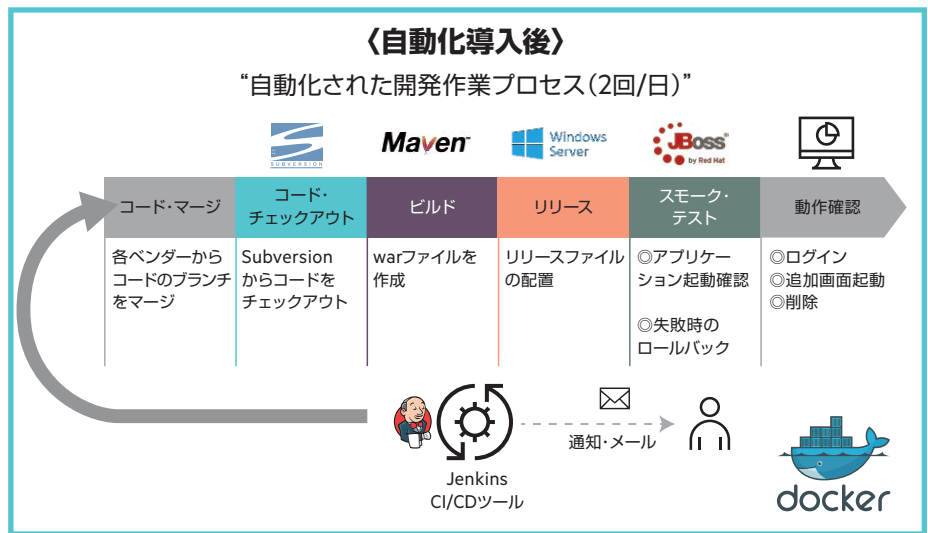 〈自動化導入後〉
“自動化された開発作業プロセス(2回/日)”
SUBVERSION
Maven™
Windows
Server
JBoss®
by Red Hat
コード・マージ
コード・
チェックアウト
ビルド
リリース
スモーク・
テスト
動作確認
各ベンダーから
コードのブランチ
をマージ
Subversion
からコードを
チェックアウト
warファイルを
作成
リリースファイル
の配置
◎アプリケー
ション起動確認
◎失敗時の
ロールバック
◎ログイン
◎追加画面起動
◎削除
通知・メール
Jenkins
CI/CDツール
docker